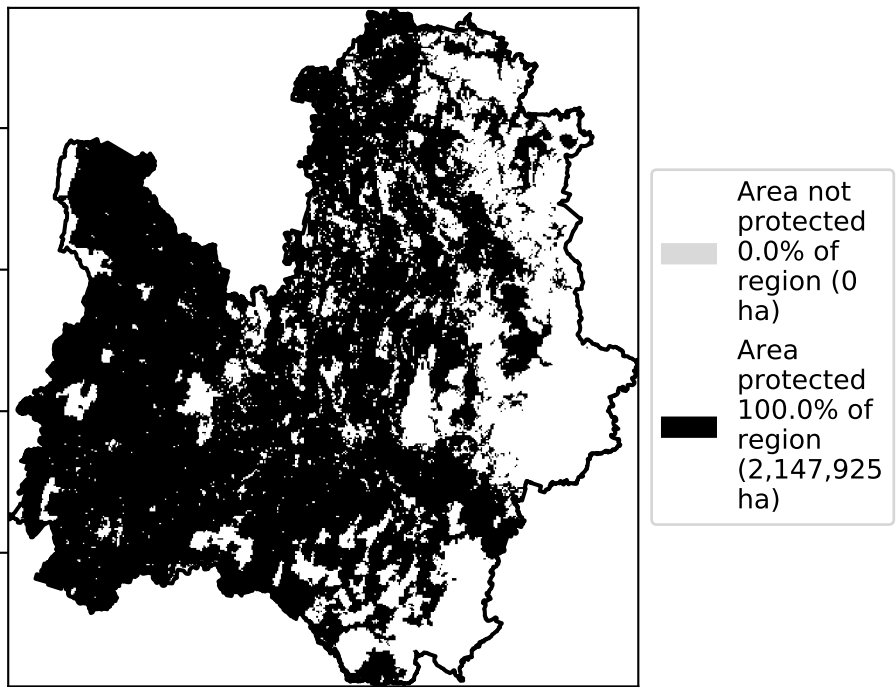 Area not
protected
0.0% of
region (0
ha)
Area
protected
100.0% of
region
(2,147,925
ha)